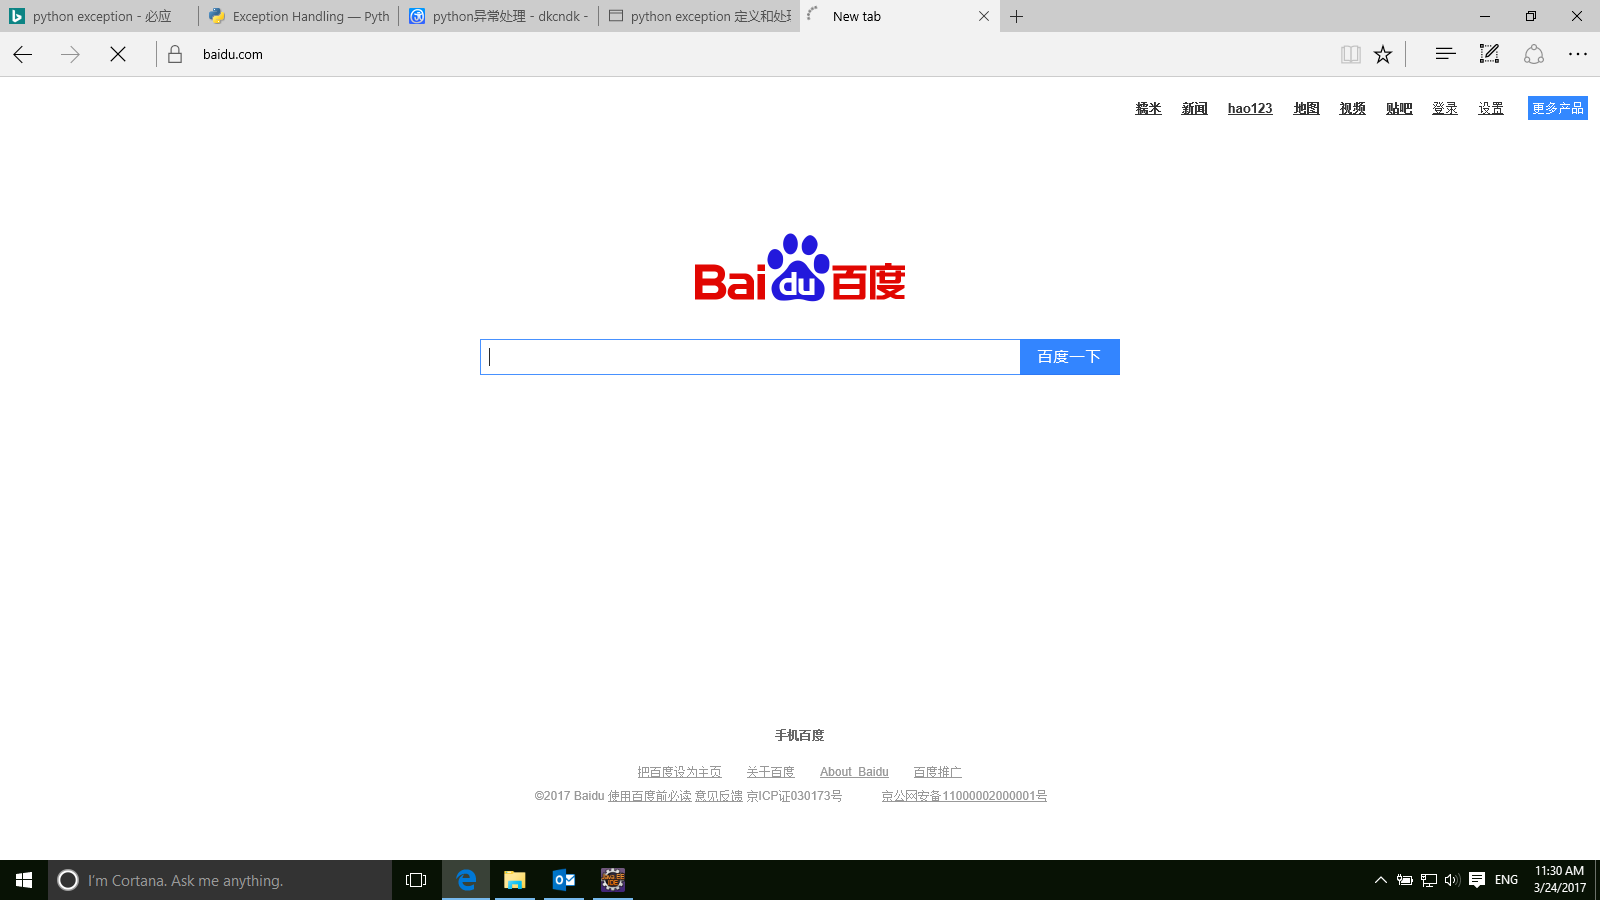 python exception - 必应
Exception Handling — Pyth
python异常处理 - dkcndk -
python exception 定义和处理
New tab
baidu.com
糯米 新闻 hao123 地图 视频 贴吧 登录 设置 更多产品
Bai du 百度
百度一下
手机百度
把百度设为主页 关于百度 About Baidu 百度推广
©2017 Baidu 使用百度前必读 意见反馈 京ICP证030173号 京公网安备11000002000001号
I'm Cortana. Ask me anything.
ENG
11:30 AM
3/24/2017